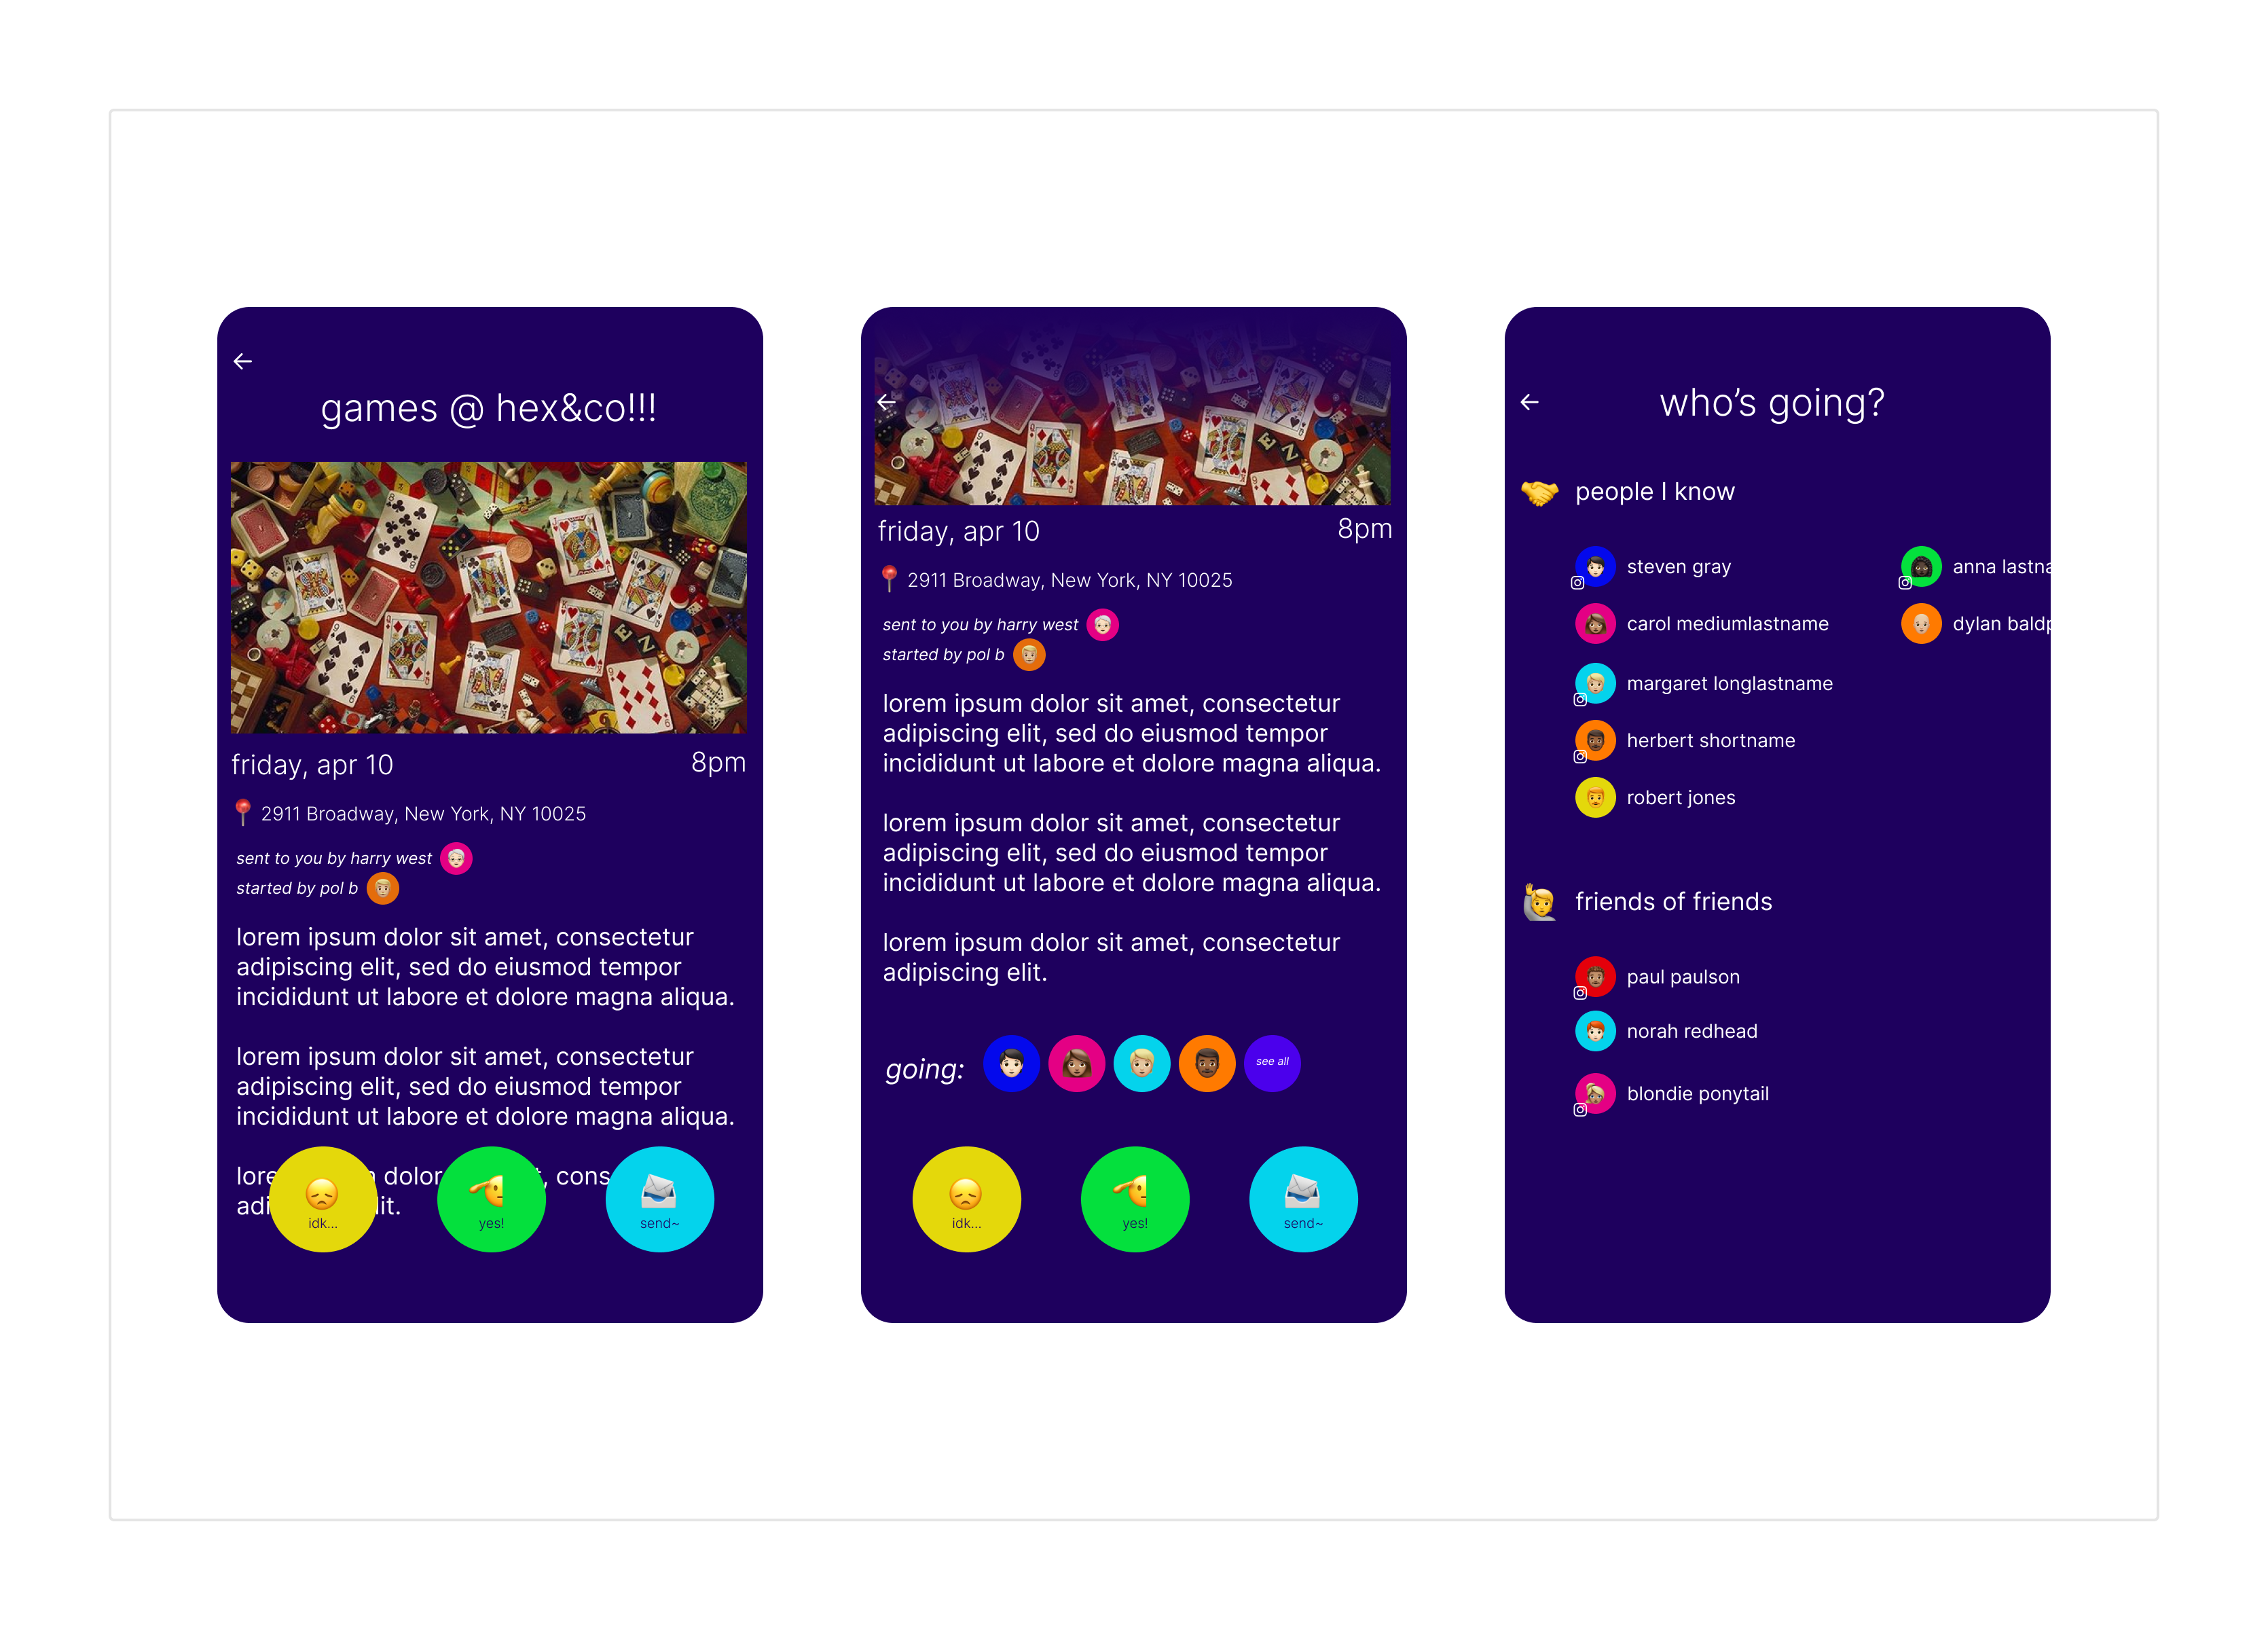 games @ hex&co!!!
friday, apr 10
8pm
2911 Broadway, New York, NY 10025
sent to you by harry west
started by pol b
lorem ipsum dolor sit amet, consectetur
adipiscing elit, sed do eiusmod tempor
incididunt ut labore et dolore magna aliqua.
lorem ipsum dolor sit amet, consectetur
adipiscing elit, sed do eiusmod tempor
incididunt ut labore et dolore magna aliqua.
lore dolor cons
adi lit.
idk...
yes!
send~
friday, apr 10
8pm
2911 Broadway, New York, NY 10025
sent to you by harry west
started by pol b
lorem ipsum dolor sit amet, consectetur
adipiscing elit, sed do eiusmod tempor
incididunt ut labore et dolore magna aliqua.
lorem ipsum dolor sit amet, consectetur
adipiscing elit, sed do eiusmod tempor
incididunt ut labore et dolore magna aliqua.
lorem ipsum dolor sit amet, consectetur
adipiscing elit.
going:
see all
idk...
yes!
send~
who's going?
people I know
steven gray
anna lastna
carol mediumlastname
dylan baldp
margaret longlastname
herbert shortname
robert jones
friends of friends
paul paulson
norah redhead
blondie ponytail